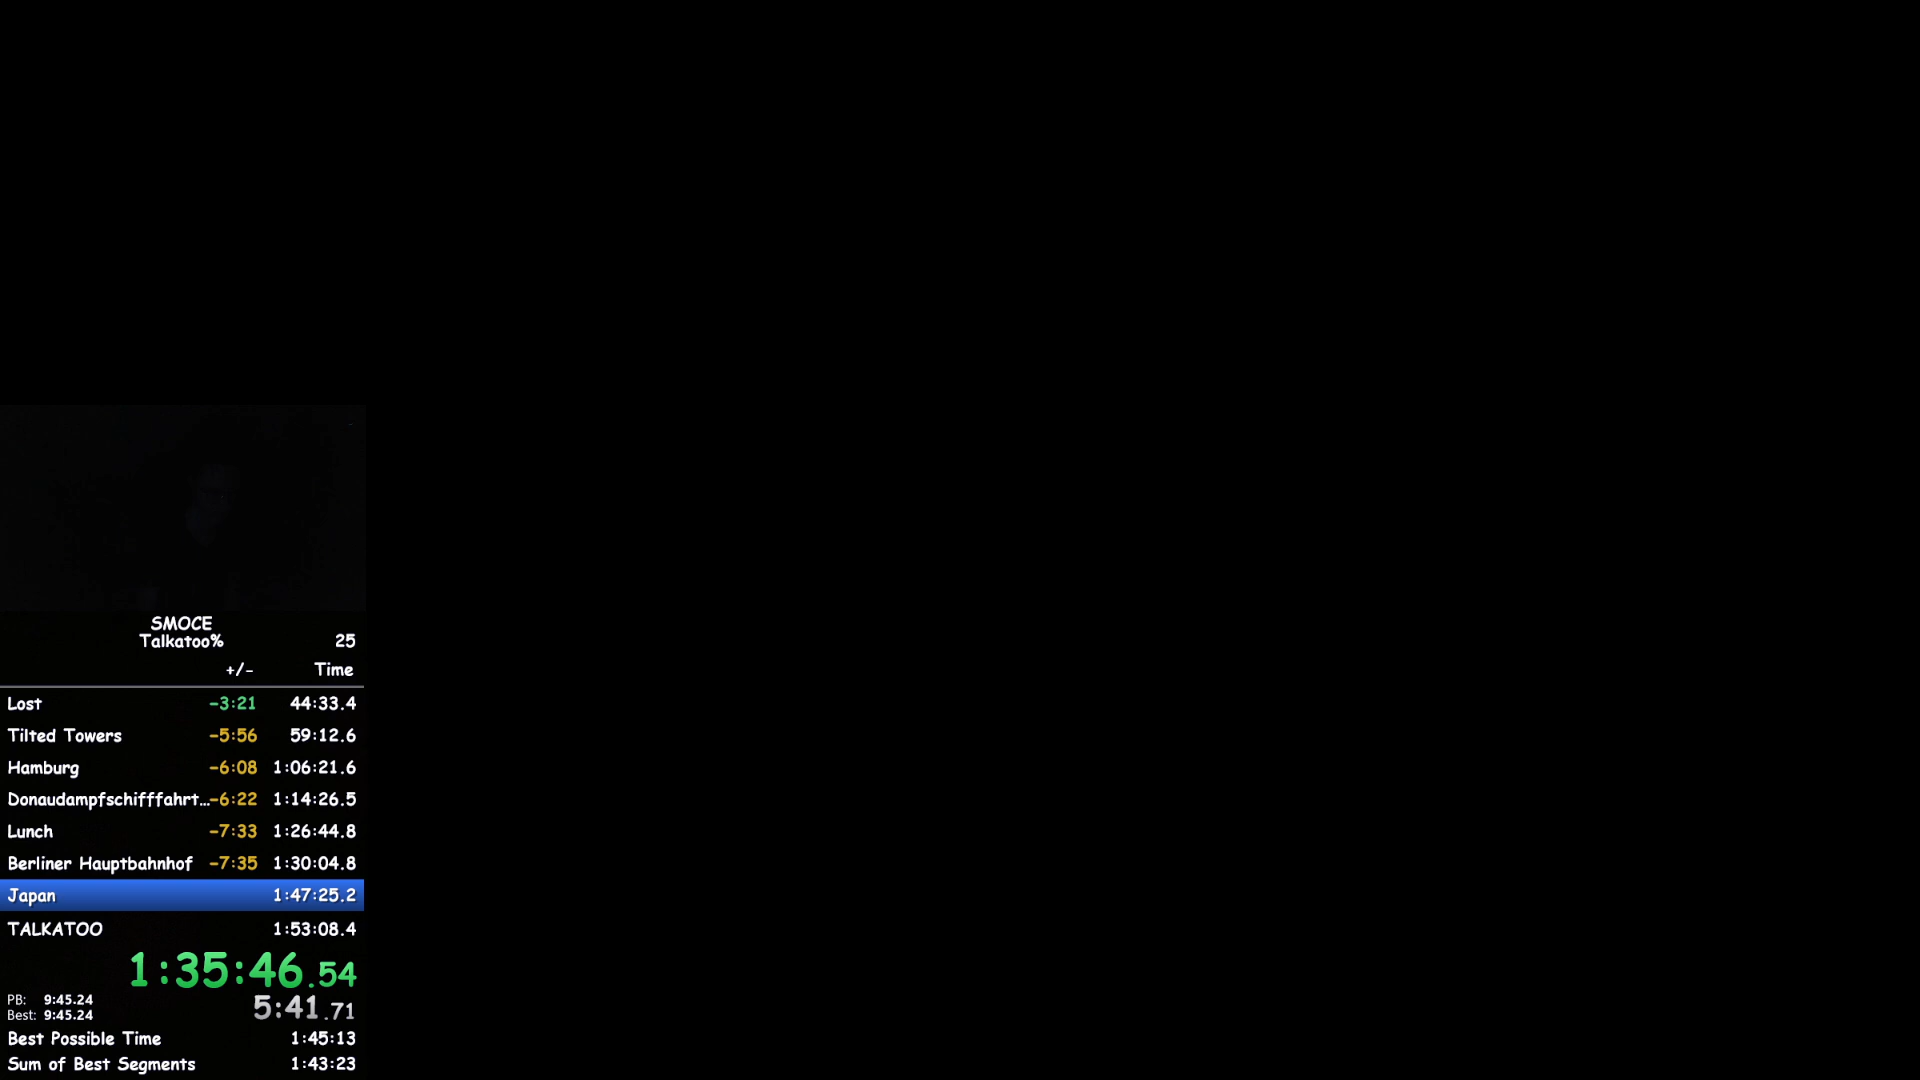 SMOCE
Talkatoo% 25
+/- Time
Lost -3:21 44:33.4
Tilted Towers -5:56 59:12.6
Hamburg -6:08 1:06:21.6
Donaudampfschifffahrt... -6:22 1:14:26.5
Lunch -7:33 1:26:44.8
Berliner Hauptbahnhof -7:35 1:30:04.8
Japan 1:47:25.2
TALKATOO 1:53:08.4
1:35:46.54
PB: 9:45.24 5:41.71
Best: 9:45.24
Best Possible Time 1:45:13
Sum of Best Segments 1:43:23